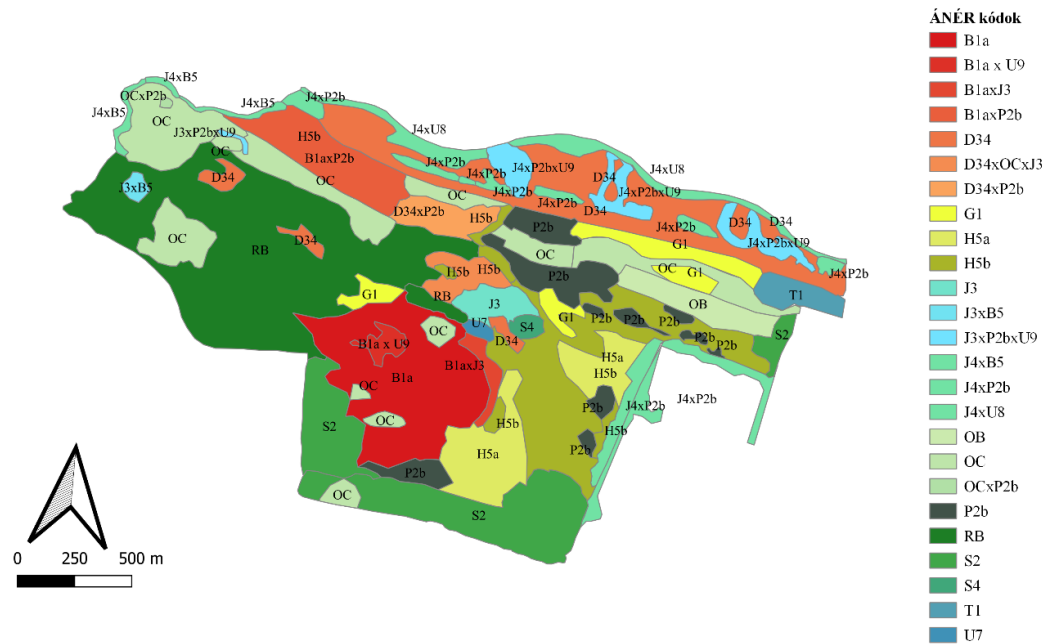 ÁNÉR kódok
B1a
B1a x U9
B1axJ3
B1axP2b
D34
D34xOCxJ3
D34xP2b
G1
H5a
H5b
J3
J3xB5
J3xP2bxU9
J4xB5
J4xP2b
J4xU8
OB
OC
OCxP2b
P2b
RB
S2
S4
T1
U7
J4xB5
OCxP2b
J4xB5
J4xP2b
J4xB5
OC
J3xP2bxU9
H5b
J4xU8
OC
B1axP2b
J4xP2b
J4xP2bxU9
J4xU8
D34
J4xP2b
D34
J3xB5
OC
J4xP2b
J4xP2bxU9
OC
J4xP2b
D34xP2b
H5b
D34
D34
D34
P2b
J4xP2b
OC
D34
RB
J4xP2bxU9
G1
OC
H5b
H5b
P2b
OC
G1
J4xP2b
G1
RB
J3
OB
T1
G1
P2b
P2b
P2b
OC
U7
S4
S2
B1a x U9
D34
P2b
P2b
H5a
B1axJ3
H5b
B1a
OC
J4xP2b
P2b
J4xP2b
OC
H5b
S2
H5b
P2b
H5a
P2b
OC
S2
0
250
500 m